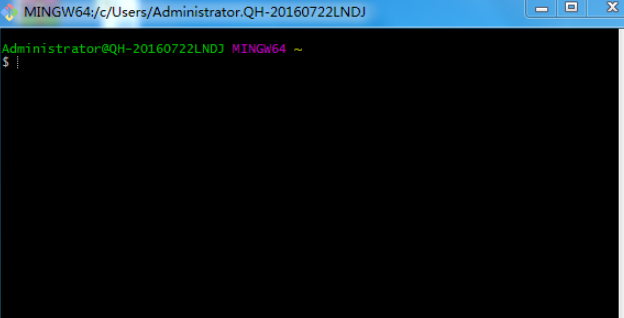 MINGW64:/c/Users/Administrator.QH-20160722LNDJ
Administrator@QH-20160722LNDJ MINGW64 ~
$